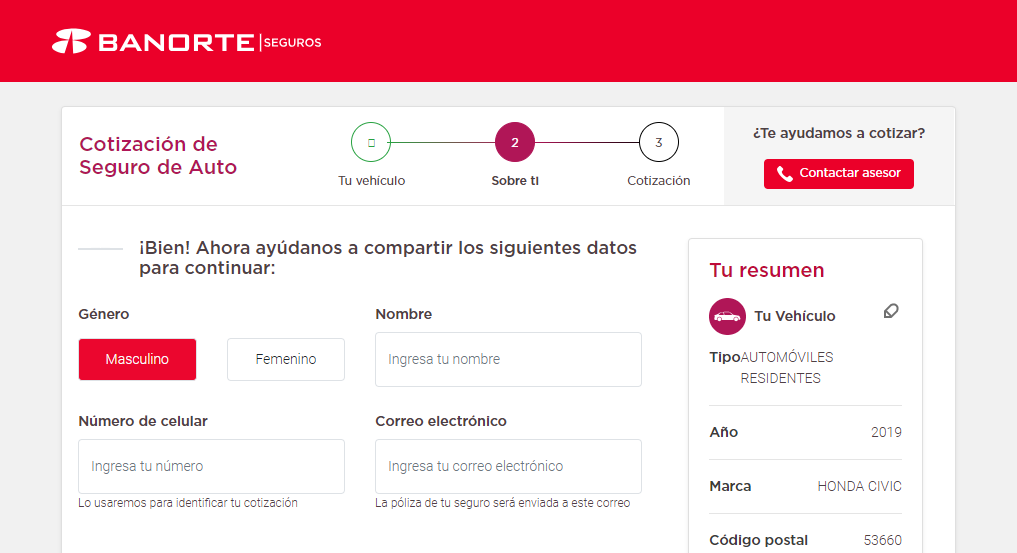 BANORTE | SEGUROS
Cotización de
Seguro de Auto
2
3
Tu vehículo
Sobre ti
Cotización
¿Te ayudamos a cotizar?
Contactar asesor
¡Bien! Ahora ayúdanos a compartir los siguientes datos
para continuar:
Género
Masculino
Femenino
Nombre
Ingresa tu nombre
Número de celular
Ingresa tu número
Lo usaremos para identificar tu cotización
Correo electrónico
Ingresa tu correo electrónico
La póliza de tu seguro será enviada a este correo
Tu resumen
Tu Vehículo
Tipo AUTOMÓVILES
RESIDENTES
Año 2019
Marca HONDA CIVIC
Código postal 53660